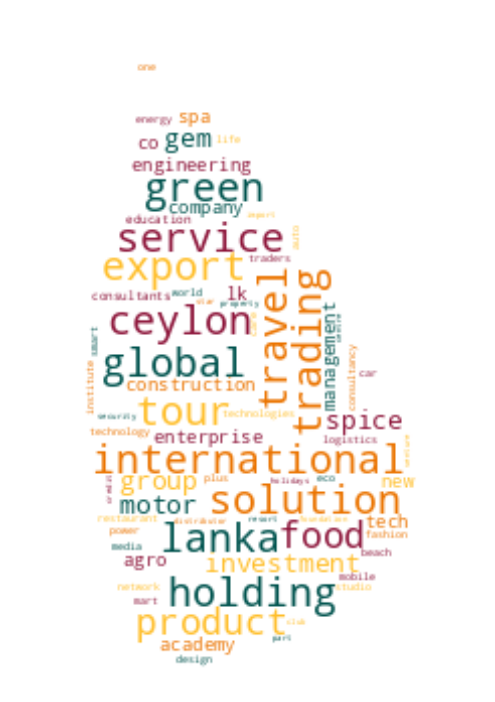 one
energy spa
co gem life
engineering
green
company
education export
service auto
export traders
consultants world lk
star property
ceylon
travel
trading
management
smart
global
consultancy
car
institute construction
tour technologies
security
spice
technology enterprise logistics
international
credit group plus holidays eco new
motor solution
restaurant distributor resort foundation tech
power lanka food fashion
media beach
agro investment
mobile
network holding studio
mart
product club
part
academy
design